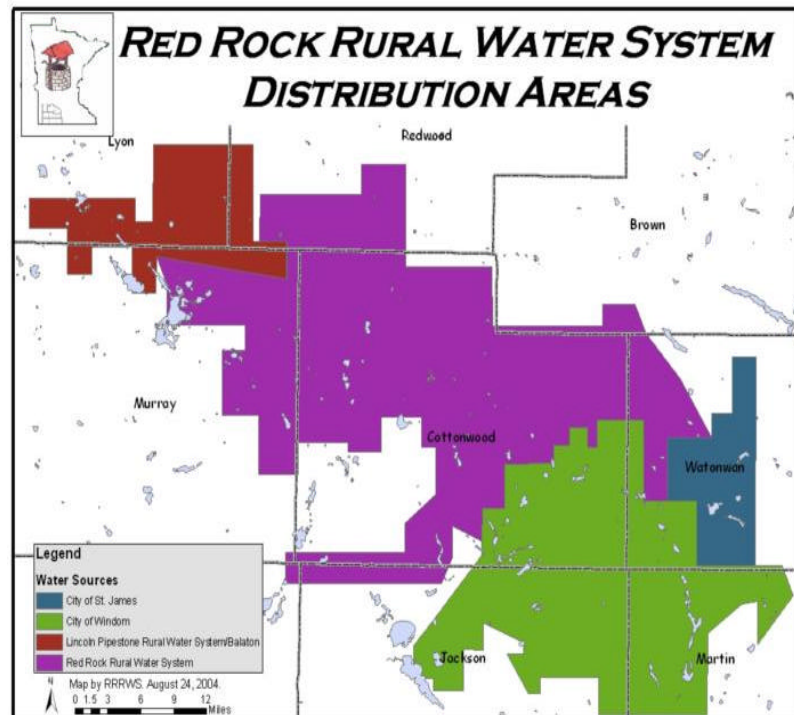 RED ROCK RURAL WATER SYSTEM
DISTRIBUTION AREAS
Lyon
Redwood
Brown
Murray
Cottonwood
Watonwan
Jackson
Martin
Legend
Water Sources
City of St. James
City of Windom
Lincoln Pipestone Rural Water System/Balaton
Red Rock Rural Water System
N
Map by RRRWS. August 24, 2004.
0 1.5 3 6 9 12
Miles